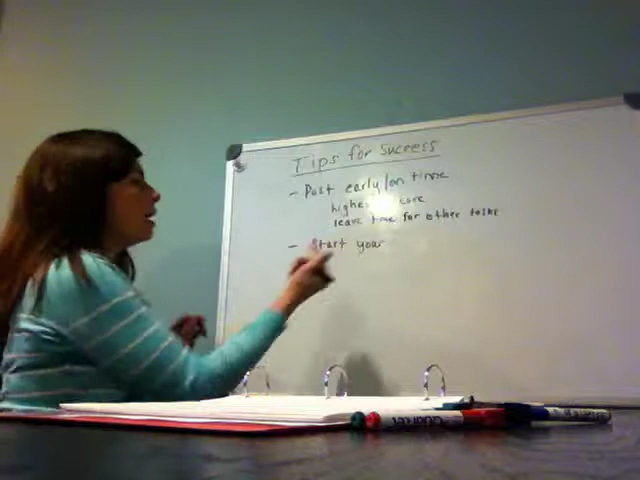 Tips for Success
- Post early/on time
higher score
leave time for other tasks
- Start your